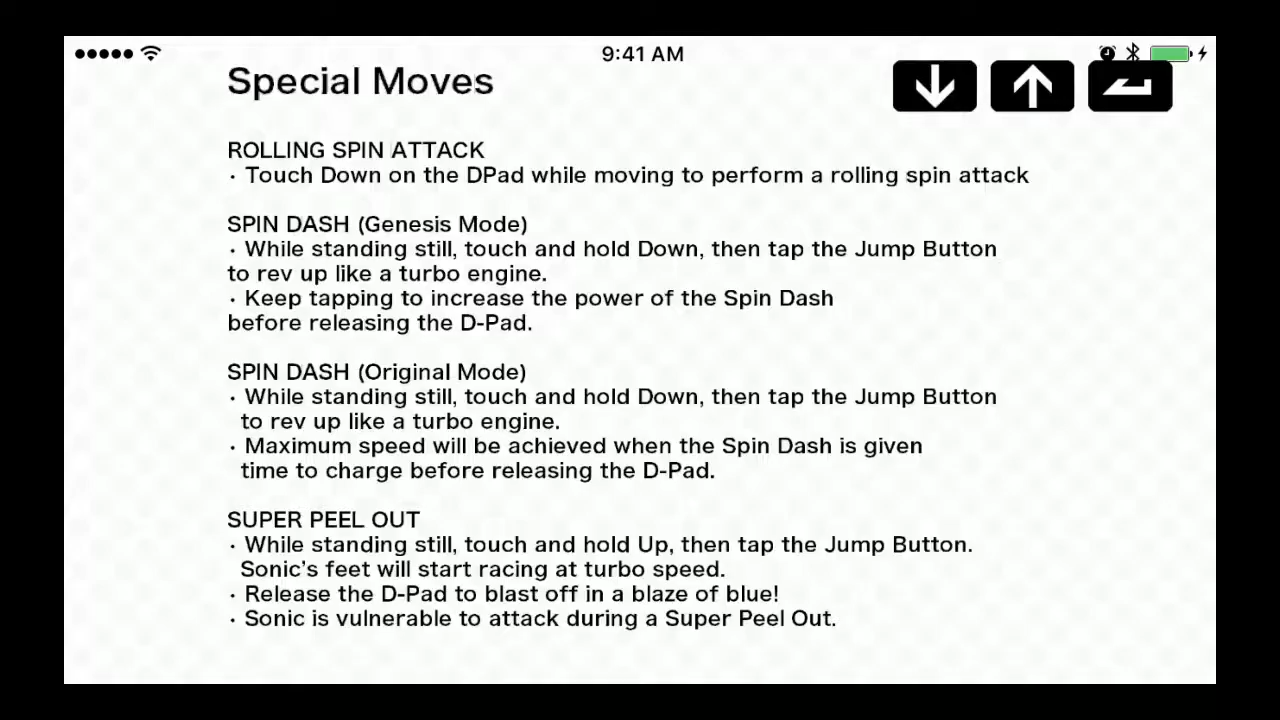 9:41 AM
Special Moves
ROLLING SPIN ATTACK
· Touch Down on the DPad while moving to perform a rolling spin attack
SPIN DASH (Genesis Mode)
· While standing still, touch and hold Down, then tap the Jump Button
to rev up like a turbo engine.
· Keep tapping to increase the power of the Spin Dash
before releasing the D-Pad.
SPIN DASH (Original Mode)
· While standing still, touch and hold Down, then tap the Jump Button
to rev up like a turbo engine.
· Maximum speed will be achieved when the Spin Dash is given
time to charge before releasing the D-Pad.
SUPER PEEL OUT
· While standing still, touch and hold Up, then tap the Jump Button.
Sonic's feet will start racing at turbo speed.
· Release the D-Pad to blast off in a blaze of blue!
· Sonic is vulnerable to attack during a Super Peel Out.